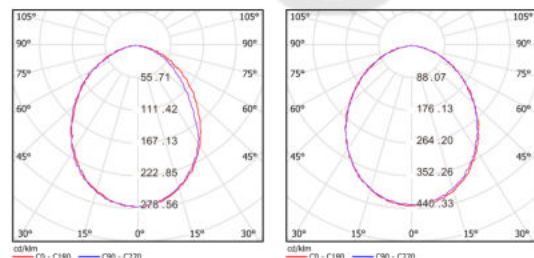 105° 105°
90° 90°
75° 55 .71 75°
111 .42
60° 60°
167 .13
45° 222 .85 45°
278 .56
30° 15° 0° 15° 30°
cd/klm
C0 - C180 C90 - C270
105° 105°
90° 90°
75° 88 .07 75°
176 .13
60° 60°
264 .20
45° 352 .26 45°
440 .33
30° 15° 0° 15° 30°
cd/klm
C0 - C180 C90 - C270